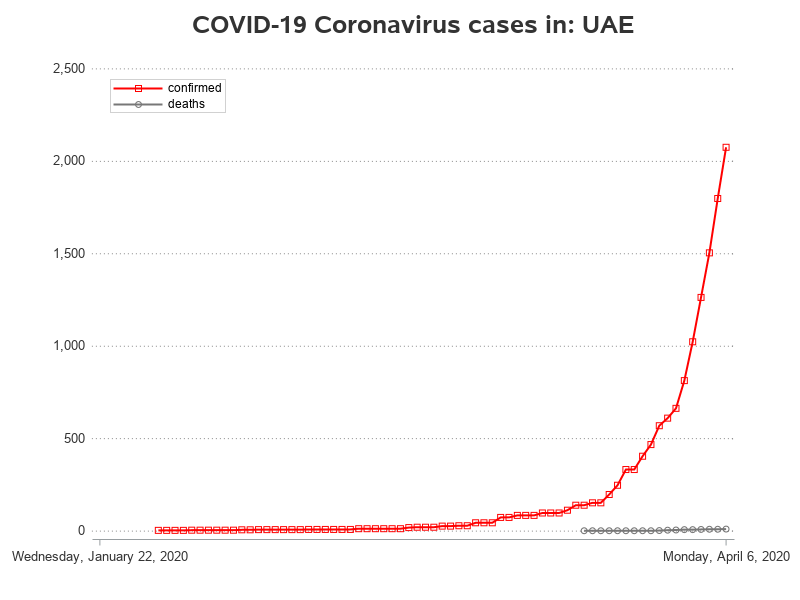 COVID-19 Coronavirus cases in: UAE
2,500
confirmed
deaths
2,000
1,500
1,000
500
0
Wednesday, January 22, 2020 Monday, April 6, 2020